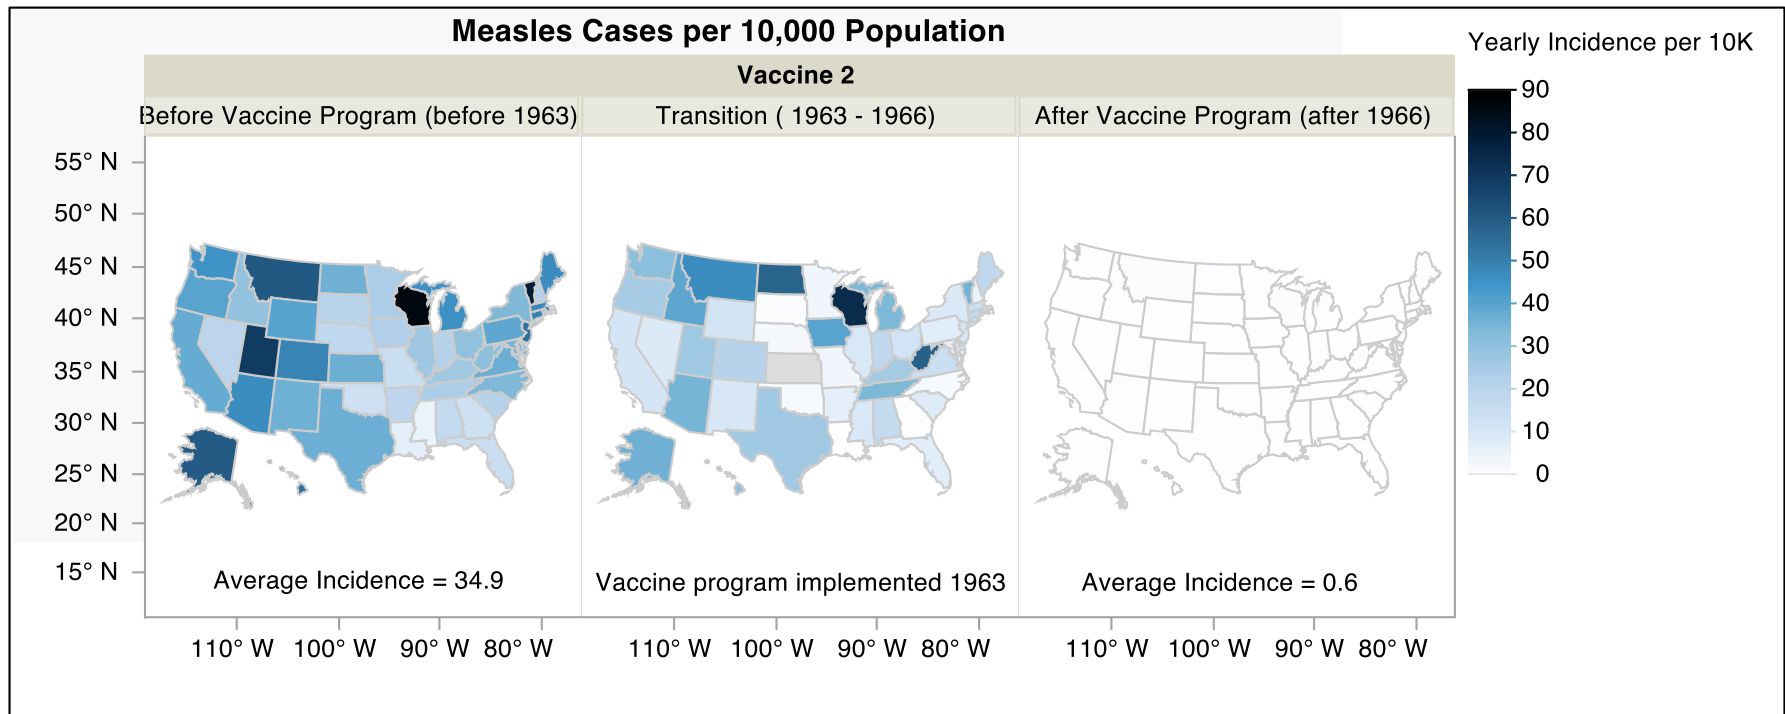 Measles Cases per 10,000 Population
Yearly Incidence per 10K
Vaccine 2
Before Vaccine Program (before 1963)
Transition ( 1963 - 1966)
After Vaccine Program (after 1966)
90
80
70
60
50
40
30
20
10
0
55° N
50° N
45° N
40° N
35° N
30° N
25° N
20° N
15° N
Average Incidence = 34.9
Vaccine program implemented 1963
Average Incidence = 0.6
110° W 100° W 90° W 80° W
110° W 100° W 90° W 80° W
110° W 100° W 90° W 80° W